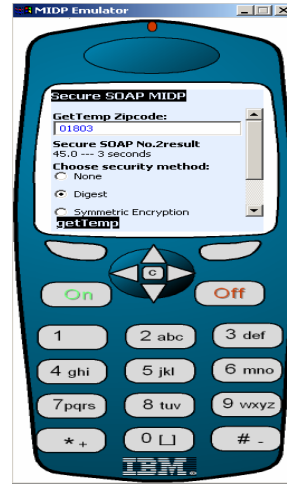 MIDP Emulator
Secure SOAP MIDP
GetTemp Zipcode:
01803
Secure SOAP No.2result
45.0 --- 3 seconds
Choose security method:
None
Digest
Symmetric Encryption
getTemp
C
On
Off
1
2 abc
3 def
4 ghi
5 jkl
6 mno
7pqrs
8 tuv
9 wxyz
* +
0 [_]
# -
IBM.